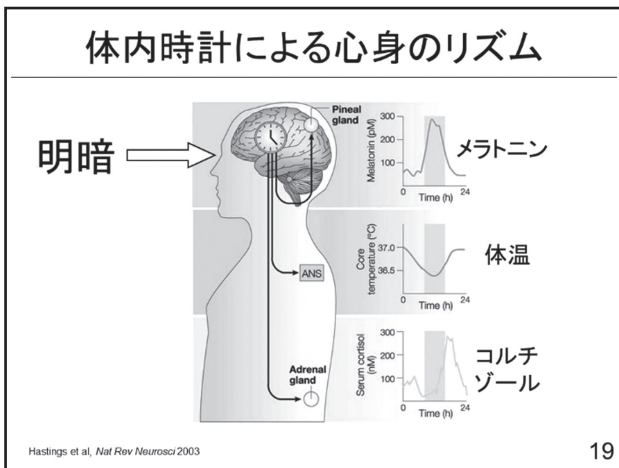 体内時計による心身のリズム
明暗
Pineal
gland
Melatonin (pM)
300
200
100
0
24
Time (h)
メラトニン
ANS
Core
temperature (°C)
37.0
36.5
0
24
Time (h)
体温
Adrenal
gland
Serum cortisol
(nM)
300
200
100
0
24
Time (h)
コルチ
ゾール
Hastings et al, Nat Rev Neurosci 2003
19